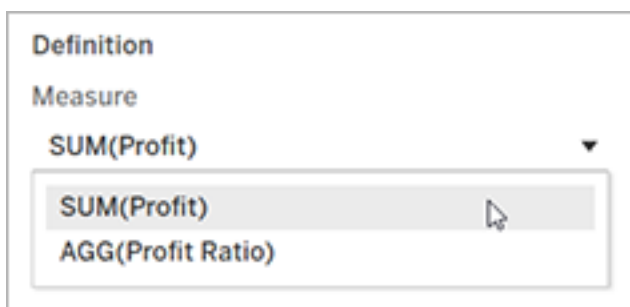 Definition
Measure
SUM(Profit)
SUM(Profit)
AGG(Profit Ratio)